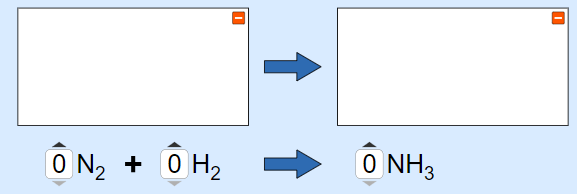 0 N₂ + 0 H₂ → 0 NH₃